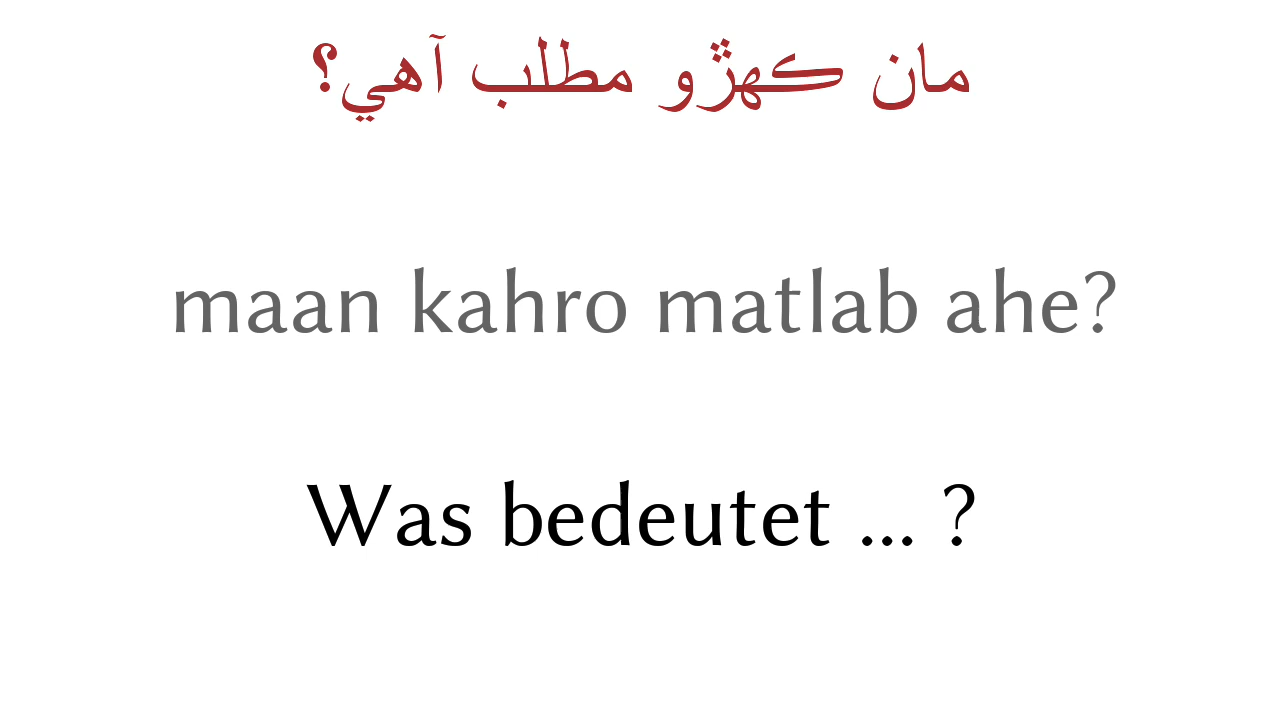 مان ڪهڙو مطلب آهي؟
maan kahro matlab ahe?
Was bedeutet ... ?